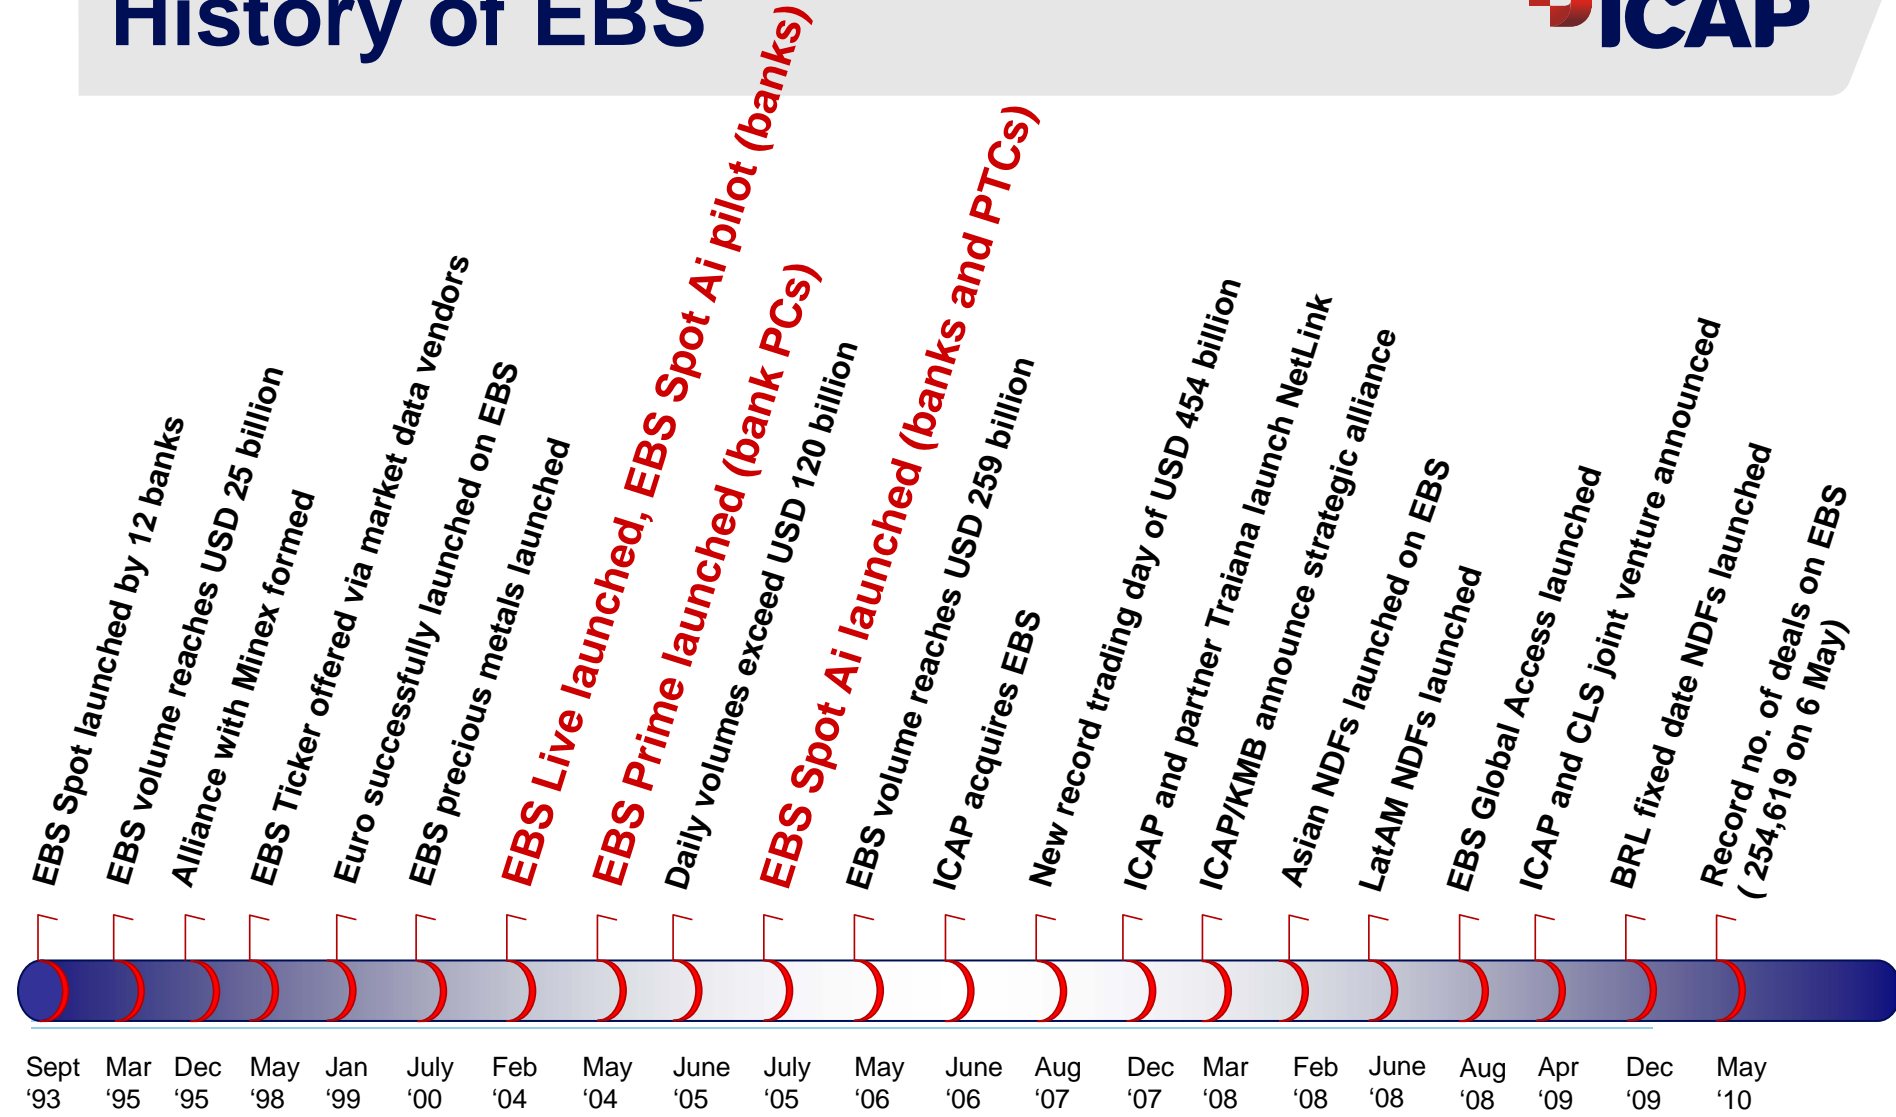 History of EBS
ICAP
EBS Spot launched by 12 banks
EBS volume reaches USD 25 billion
Alliance with Minex formed
EBS Ticker offered via market data vendors
Euro successfully launched on EBS
EBS precious metals launched
EBS Live launched, EBS Spot Ai pilot (banks)
EBS Prime launched (bank PCs)
Daily volumes exceed USD 120 billion
EBS Spot Ai launched (banks and PTCs)
EBS volume reaches USD 259 billion
ICAP acquires EBS
New record trading day of USD 454 billion
ICAP and partner Traiana launch NetLink
ICAP/KMB announce strategic alliance
Asian NDFs launched on EBS
LatAM NDFs launched
EBS Global Access launched
ICAP and CLS joint venture announced
BRL fixed date NDFs launched
Record no. of deals on EBS
( 254,619 on 6 May)
Sept Mar Dec May Jan July Feb May June July May June Aug Dec Mar Feb June Aug Apr Dec May
‘93 ‘95 ‘95 ‘98 ‘99 ‘00 ‘04 ‘04 ‘05 ‘05 ‘06 ‘06 ‘07 ‘07 ‘08 ‘08 ‘08 ‘08 ‘09 ‘09 ‘10